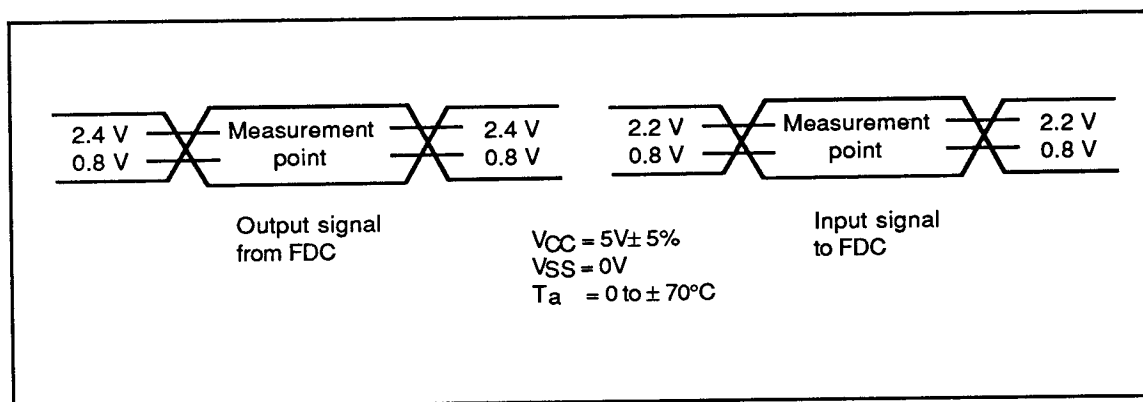 2.4 V
0.8 V
Measurement
point
2.4 V
0.8 V
Output signal
from FDC
2.2 V
0.8 V
Measurement
point
2.2 V
0.8 V
Input signal
to FDC
VCC = 5V± 5%
VSS = 0V
Ta = 0 to ± 70°C